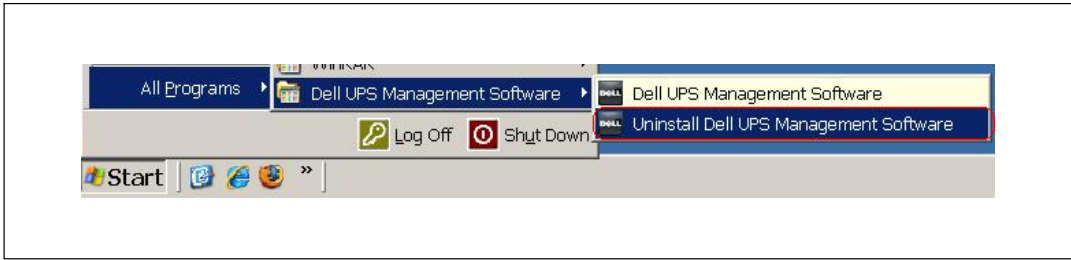 All Programs
Dell UPS Management Software
Dell UPS Management Software
Uninstall Dell UPS Management Software
Log Off
Shut Down
Start
»